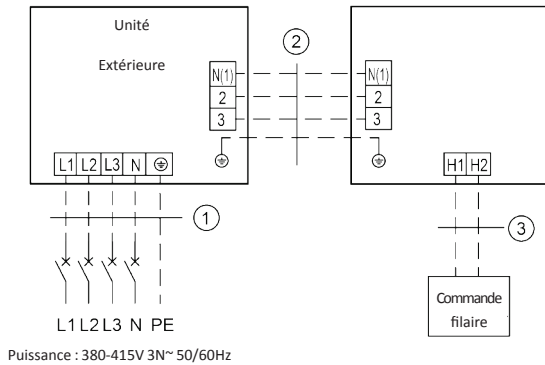 Unité
Extérieure
2
N(1)
2
3
N(1)
2
3
L1 L2 L3 N
H1 H2
1
3
Commande
filaire
L1 L2 L3 N PE
Puissance : 380-415V 3N~ 50/60Hz